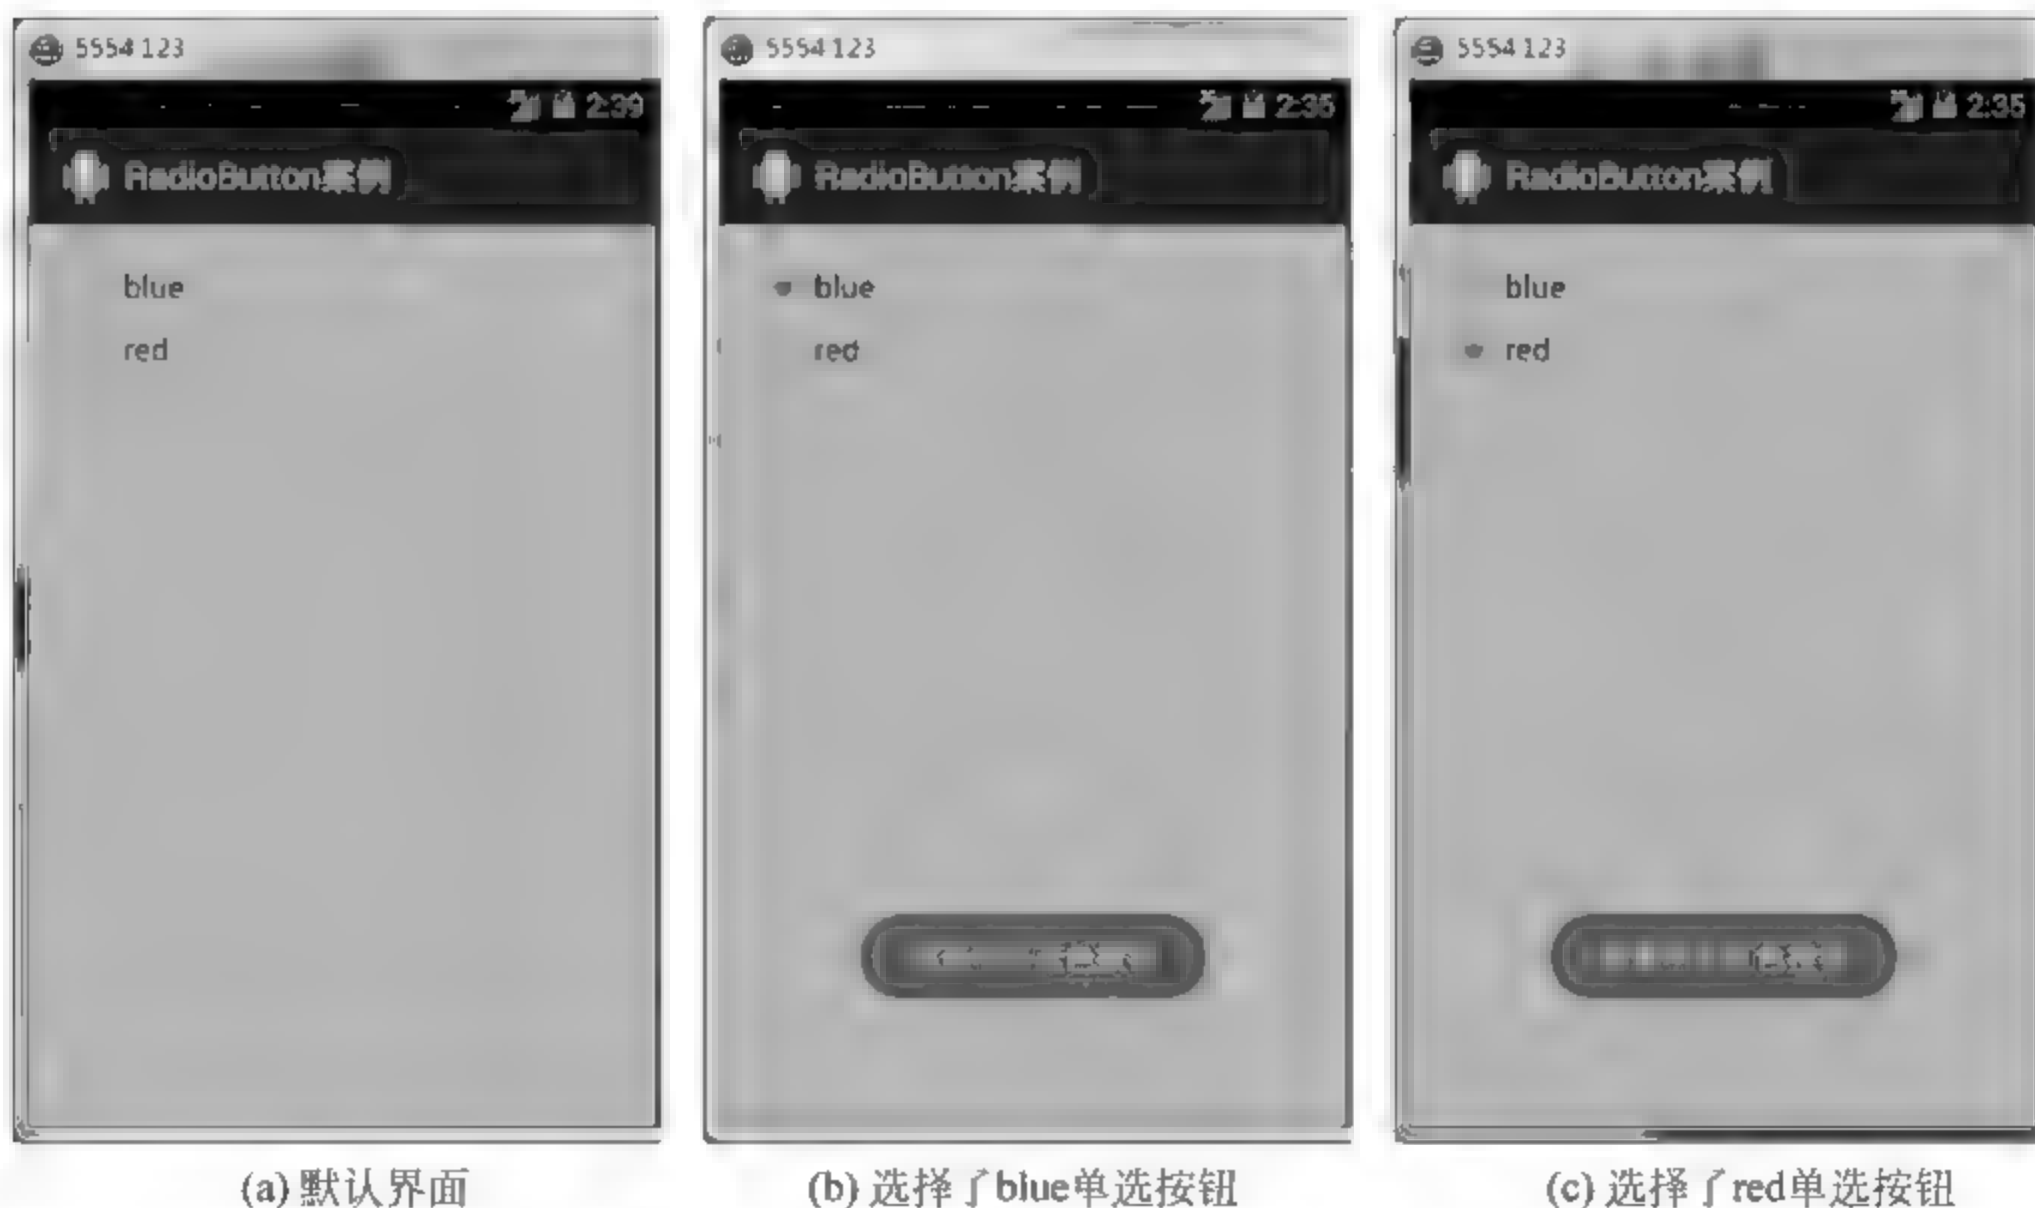 5554 123
2:39
RadioButton案例
blue
red
(a) 默认界面
5554 123
2:35
RadioButton案例
blue
red
(b) 选择了blue单选按钮
5554 123
2:35
RadioButton案例
blue
red
(c) 选择了red单选按钮